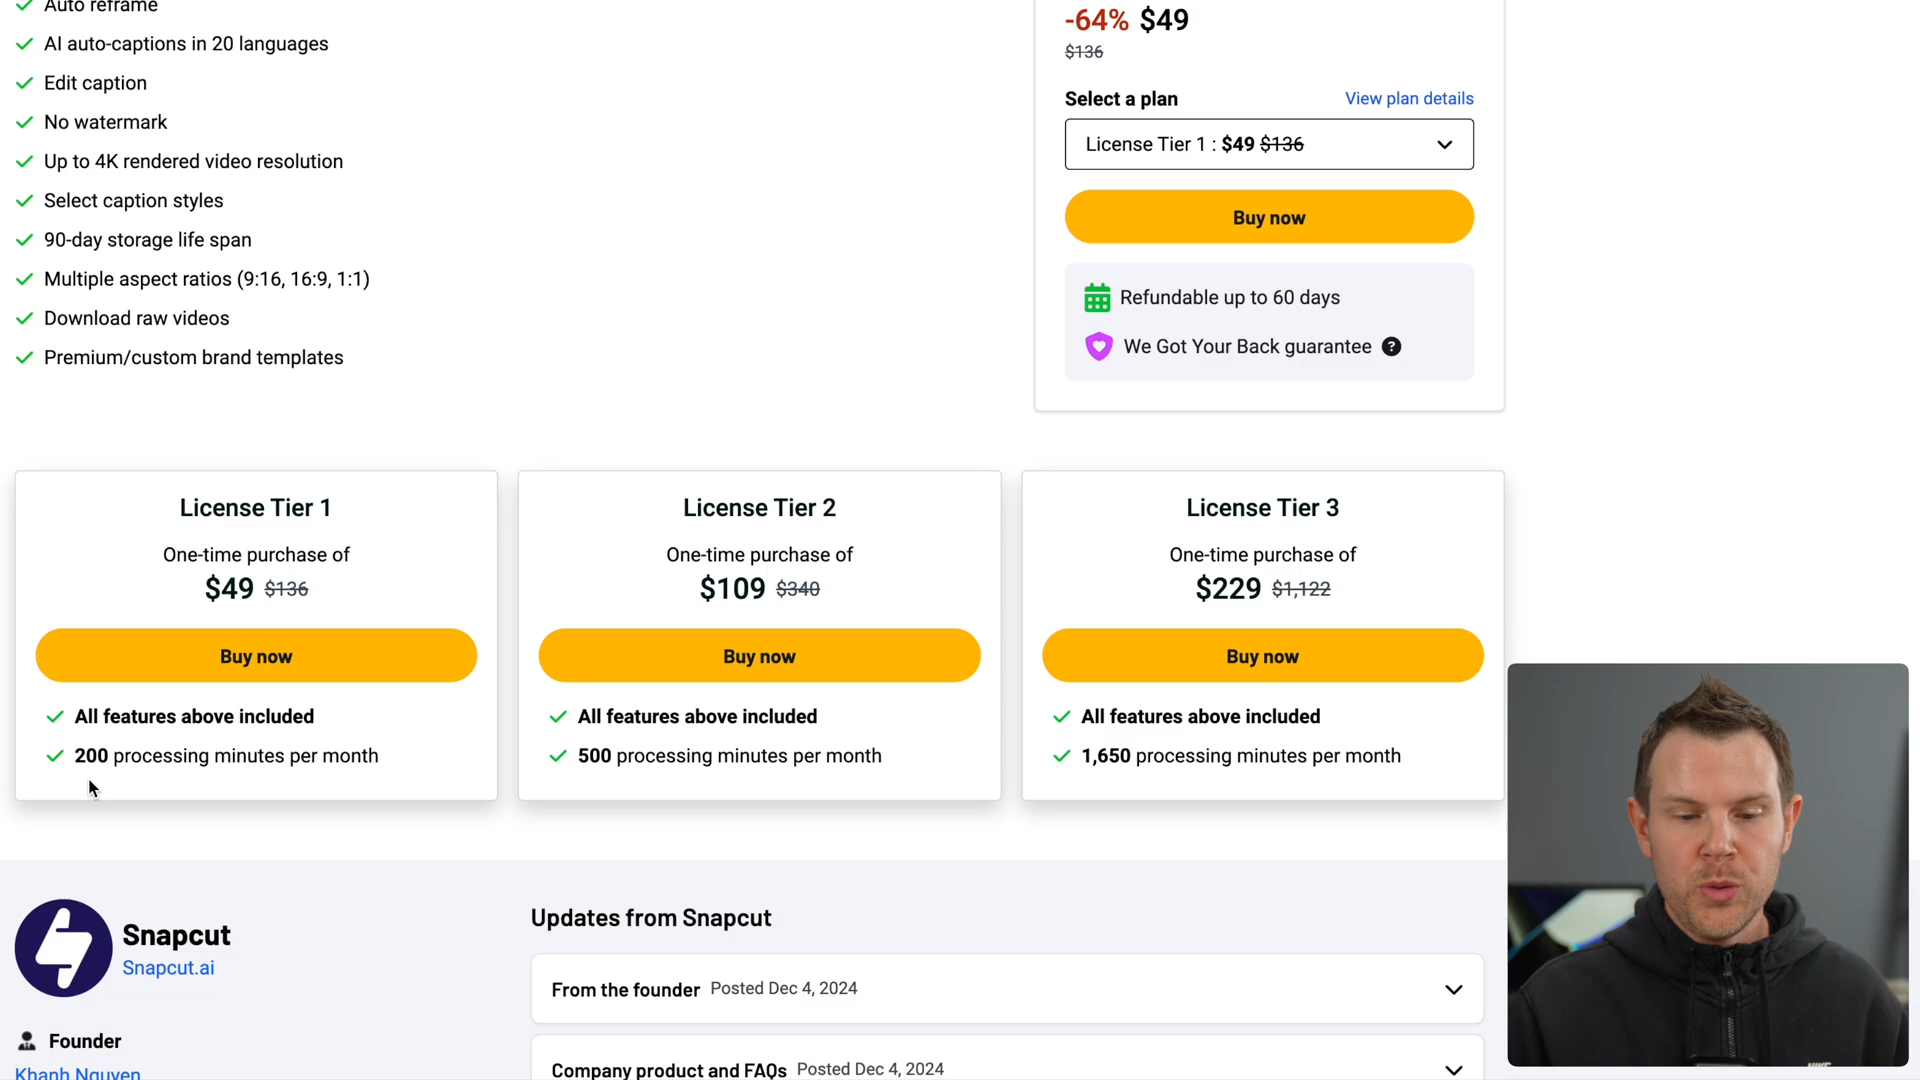 Auto reframe
AI auto-captions in 20 languages
Edit caption
No watermark
Up to 4K rendered video resolution
Select caption styles
90-day storage life span
Multiple aspect ratios (9:16, 16:9, 1:1)
Download raw videos
Premium/custom brand templates
-64% $49
$136
Select a plan View plan details
License Tier 1 : $49 $136
Buy now
Refundable up to 60 days
We Got Your Back guarantee ?
License Tier 1
One-time purchase of
$49 $136
Buy now
All features above included
200 processing minutes per month
License Tier 2
One-time purchase of
$109 $340
Buy now
All features above included
500 processing minutes per month
License Tier 3
One-time purchase of
$229 $1,122
Buy now
All features above included
1,650 processing minutes per month
Snapcut
Snapcut.ai
Founder
Khanh Nguyen
Updates from Snapcut
From the founder Posted Dec 4, 2024
Company product and FAQs Posted Dec 4, 2024